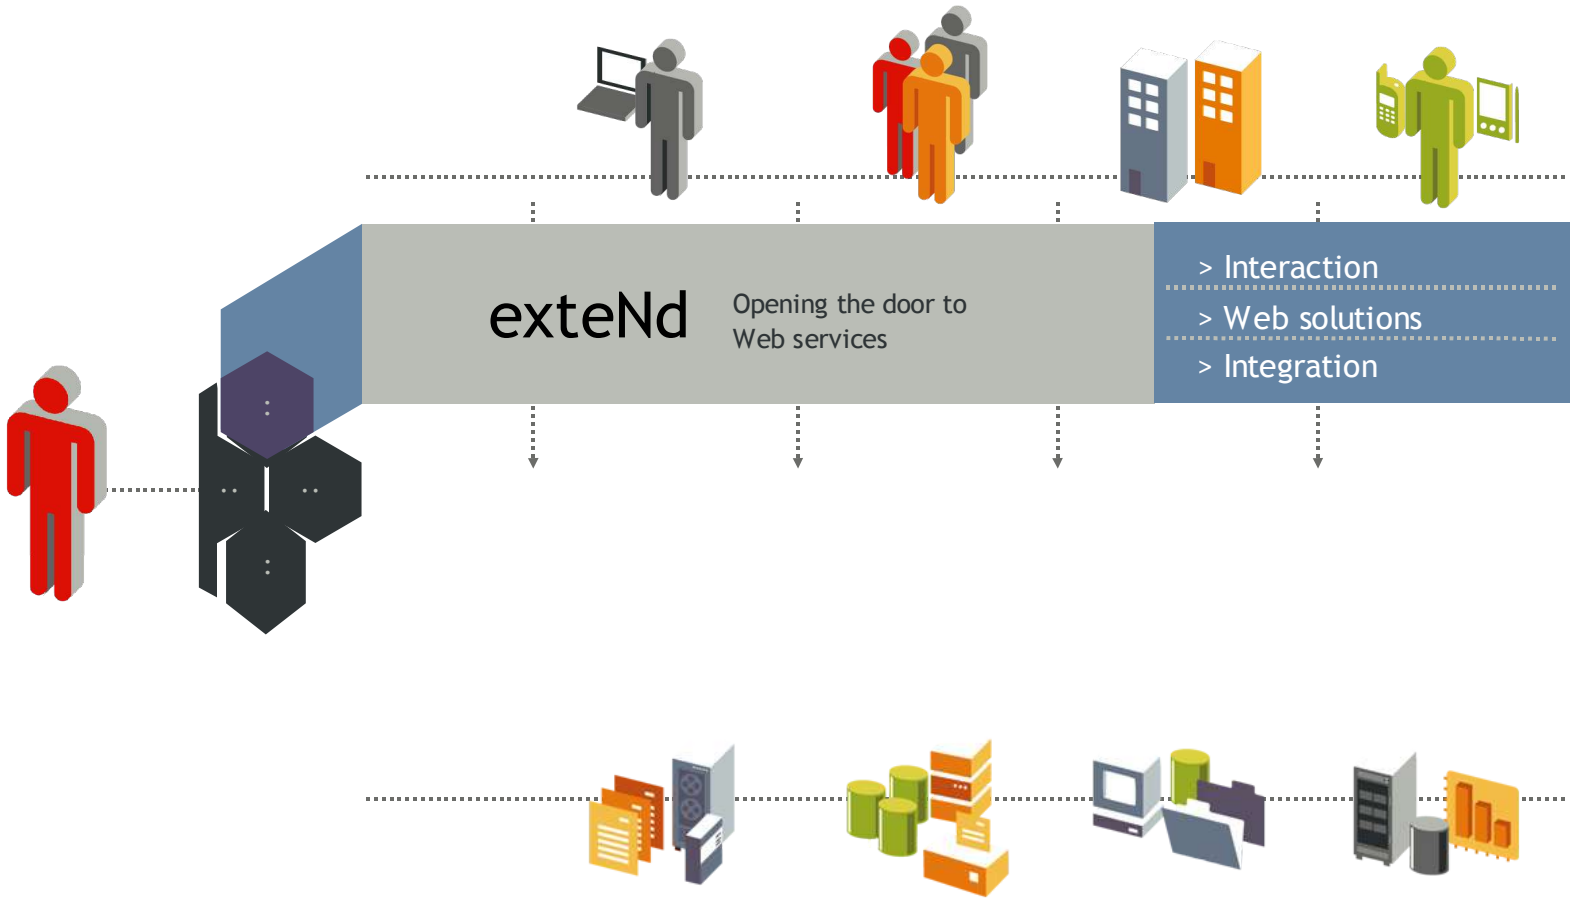 exteNd
Opening the door to
Web services
> Interaction
> Web solutions
> Integration